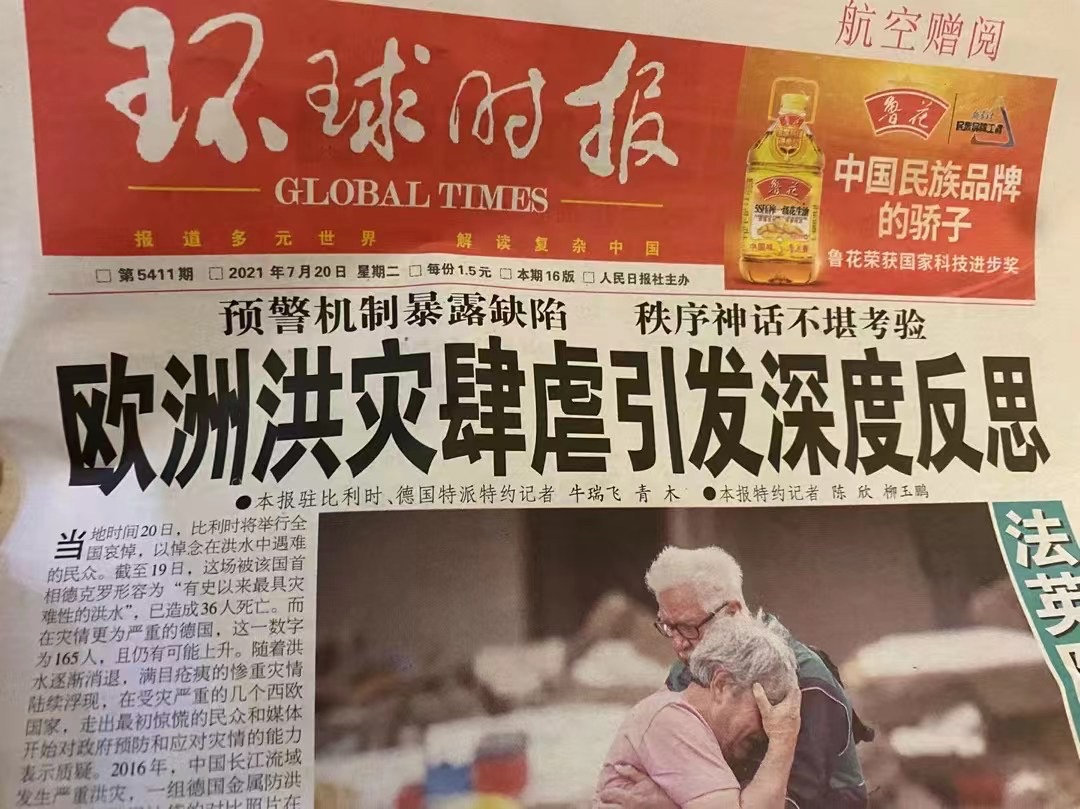 航空赠阅
环球时报
GLOBAL TIMES
报道多元世界 解读复杂中国
鲁花
中国民族品牌
的骄子
鲁花荣获国家科技进步奖
鲁花
□ 第5411期 □ 2021年7月20日 星期二 □ 每份1.5元 □ 本期16版 □ 人民日报社主办
预警机制暴露缺陷 秩序神话不堪考验
欧洲洪灾肆虐引发深度反思
●本报驻比利时、德国特派特约记者 牛瑞飞 青木 ●本报特约记者 陈欣 柳玉鹏
当地时间20日，比利时将举行全
国哀悼，以悼念在洪水中遇难
的民众。截至19日，这场被该国首
相德克罗形容为“有史以来最具灾
难性的洪水”，已造成36人死亡。而
在灾情更为严重的德国，这一数字
为165人，且仍有可能上升。随着洪
水逐渐消退，满目疮痍的惨重灾情
陆续浮现，在受灾严重的几个西欧
国家，走出最初惊慌的民众和媒体
开始对政府预防和应对灾情的能力
表示质疑。2016年，中国长江流域
发生严重洪灾，一组德国金属防洪
的对比照片在
法
英